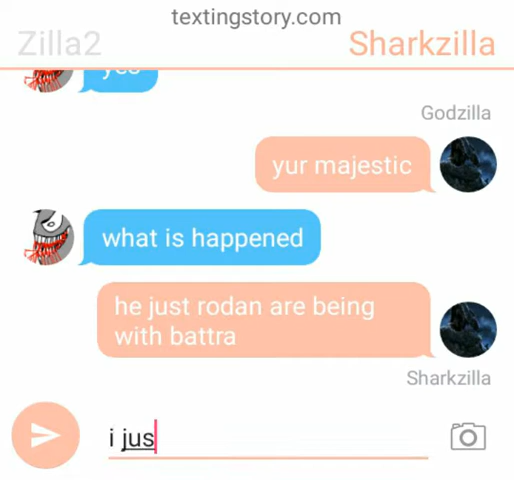 textingstory.com
Zilla2
Sharkzilla
yes
Godzilla
yur majestic
what is happened
he just rodan are being
with battra
Sharkzilla
i jus